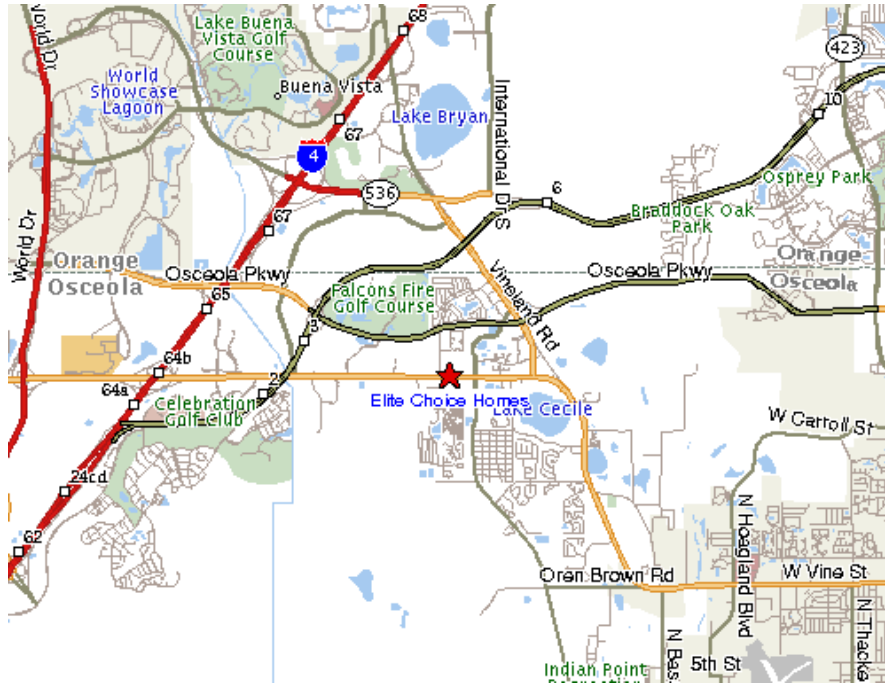 68
World Dr
Lake Buena
Vista Golf
Course
423
World
Showcase
Lagoon
Buena Vista
10
International Dr S
Lake Bryan
67
4
536
6
Osprey Park
Braddock Oak
Park
67
World Dr
Orange
Osceola
Osceola Pkwy
Vineland Rd
Osceola Pkwy
Orange
Osceola
65
Falcons Fire
Golf Course
3
64b
2
64a
Celebration
Golf Club
Elite Choice Homes
Lake Cecile
W Carroll St
24cd
N Hoagland Blvd
62
Oren Brown Rd
W Vine St
N Bas
N Thacke
5th St
Indian Point